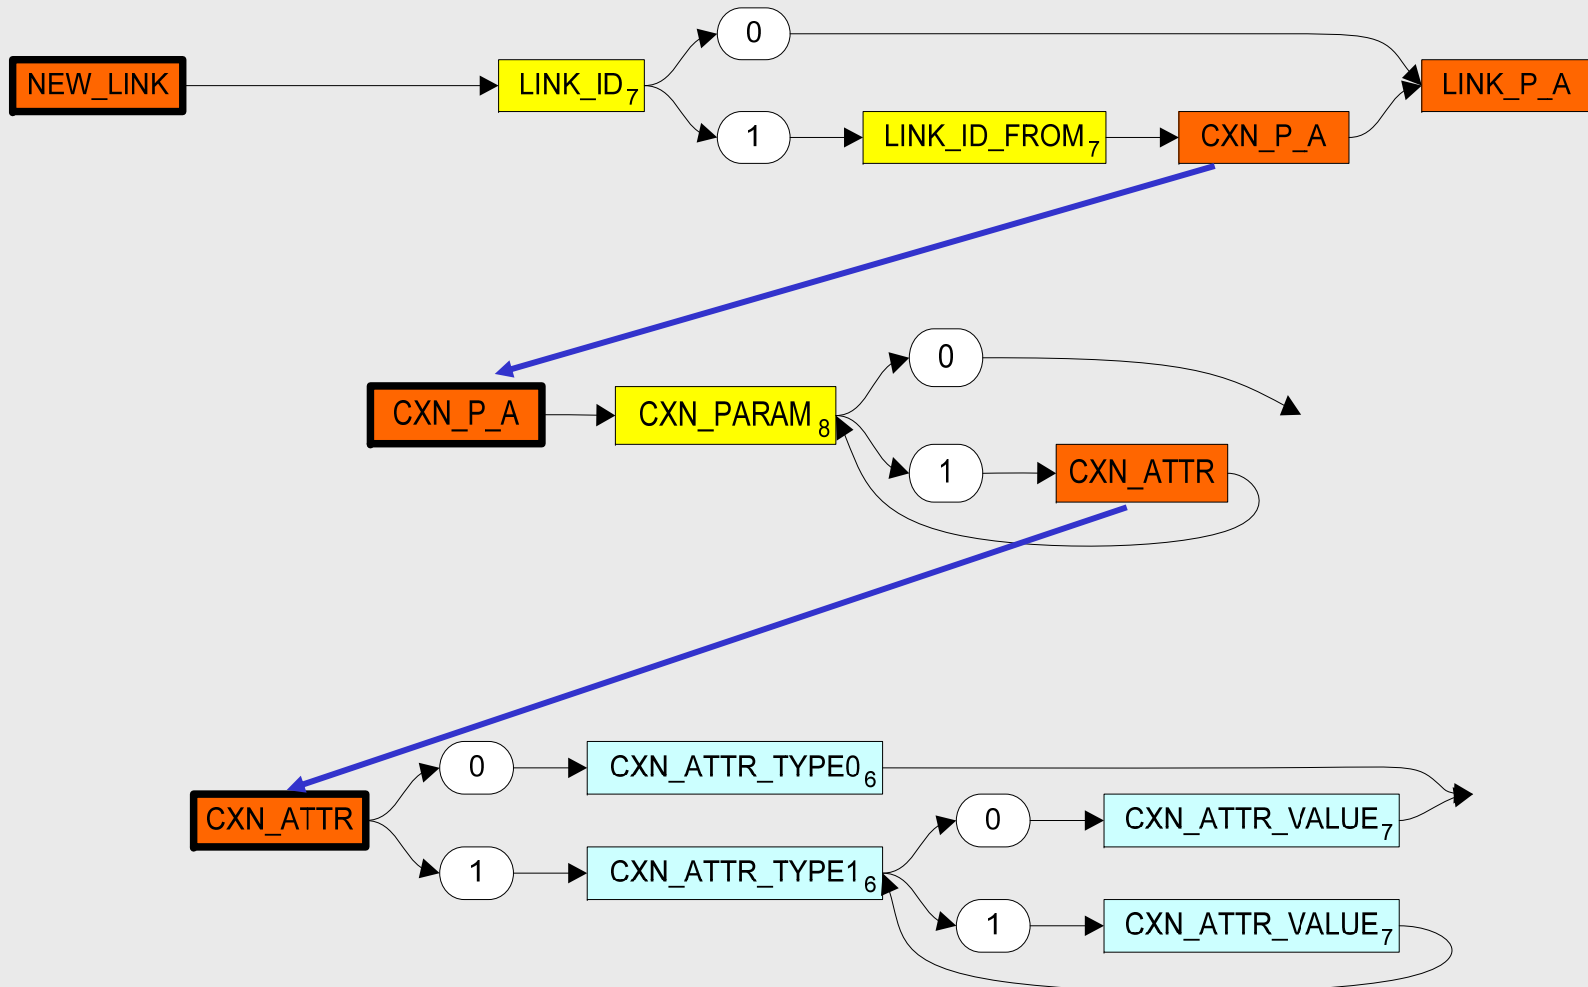 0
NEW_LINK LINK_ID7 LINK_P_A
1 LINK_ID_FROM7 CXN_P_A
0
CXN_P_A CXN_PARAM8
1 CXN_ATTR
0 CXN_ATTR_TYPE06
CXN_ATTR 0 CXN_ATTR_VALUE7
1 CXN_ATTR_TYPE16
1 CXN_ATTR_VALUE7